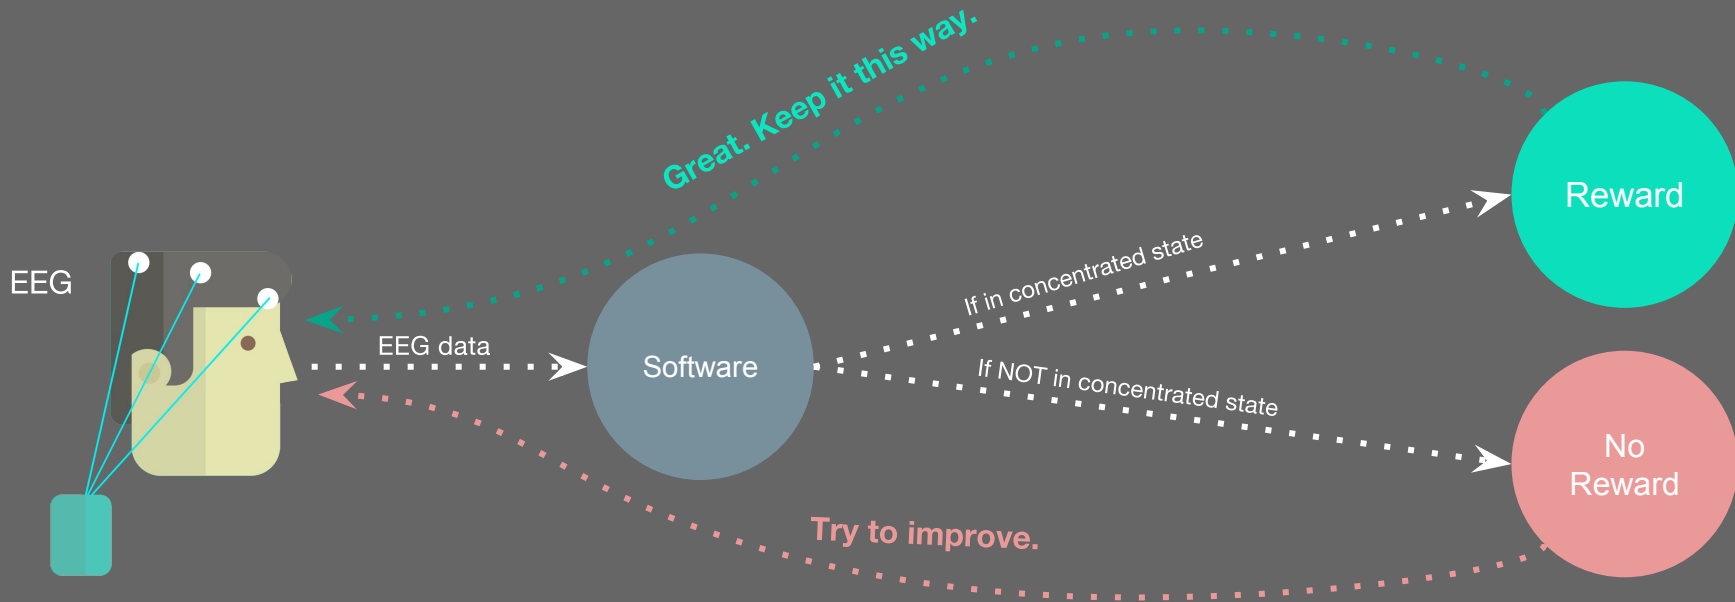 Great. Keep it this way.
Reward
If in concentrated state
EEG
EEG data
Software
If NOT in concentrated state
No
Reward
Try to improve.